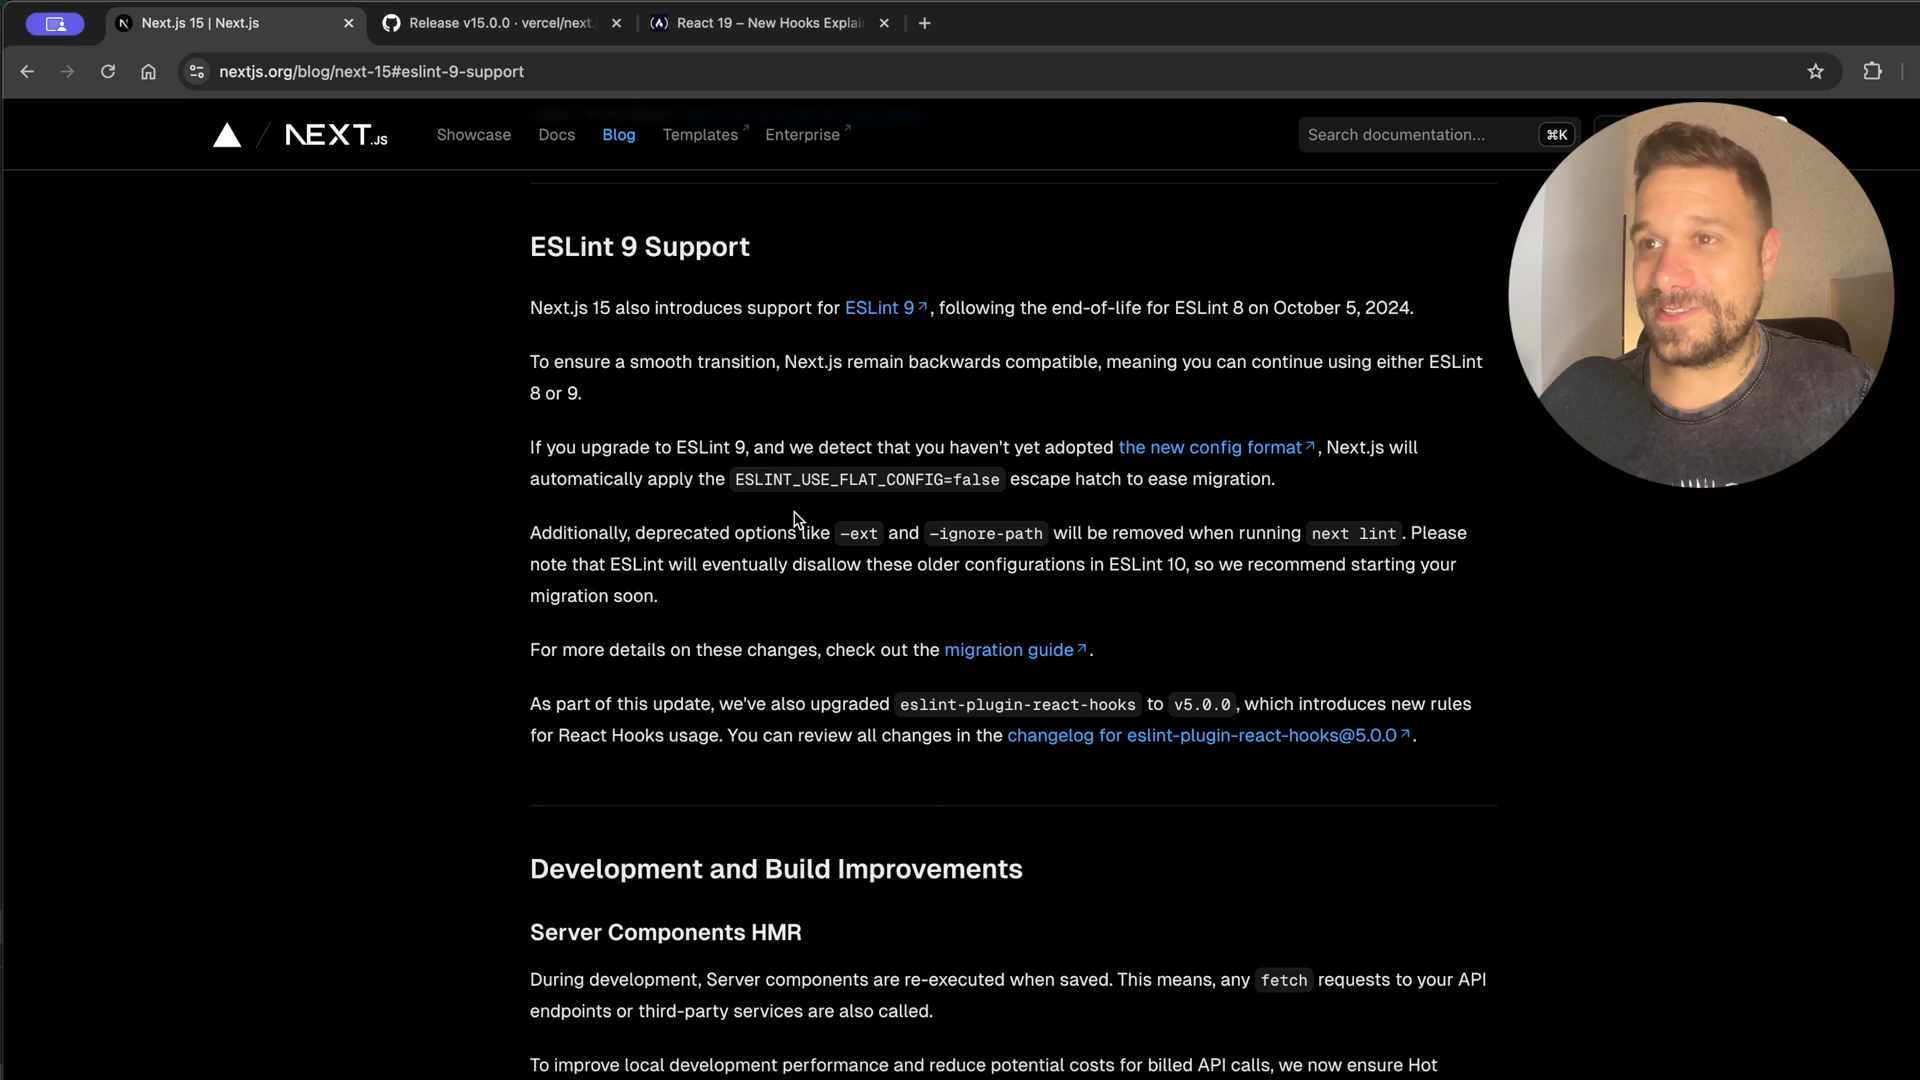 Next.js 15 | Next.js
Release v15.0.0 · vercel/next.
React 19 – New Hooks Explai
nextjs.org/blog/next-15#eslint-9-support
NEXT.JS
Showcase
Docs
Blog
Templates
Enterprise
Search documentation...
⌘K
ESLint 9 Support
Next.js 15 also introduces support for ESLint 9↗, following the end-of-life for ESLint 8 on October 5, 2024.
To ensure a smooth transition, Next.js remain backwards compatible, meaning you can continue using either ESLint
8 or 9.
If you upgrade to ESLint 9, and we detect that you haven't yet adopted the new config format↗, Next.js will
automatically apply the ESLINT_USE_FLAT_CONFIG=false escape hatch to ease migration.
Additionally, deprecated options like —ext and —ignore-path will be removed when running next lint. Please
note that ESLint will eventually disallow these older configurations in ESLint 10, so we recommend starting your
migration soon.
For more details on these changes, check out the migration guide↗.
As part of this update, we've also upgraded eslint-plugin-react-hooks to v5.0.0, which introduces new rules
for React Hooks usage. You can review all changes in the changelog for eslint-plugin-react-hooks@5.0.0↗.
Development and Build Improvements
Server Components HMR
During development, Server components are re-executed when saved. This means, any fetch requests to your API
endpoints or third-party services are also called.
To improve local development performance and reduce potential costs for billed API calls, we now ensure Hot